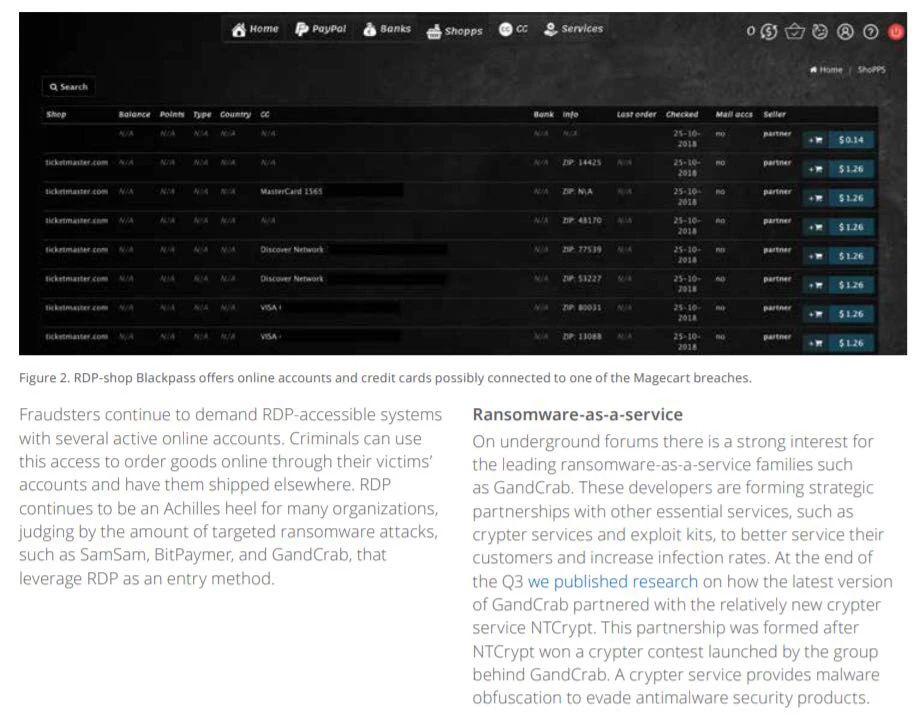 Home PayPal Banks Shopps CC Services 0
Home | ShoPPS
Search
Shop Balance Points Type Country CC Bank Info Last order Checked Mail accs Seller
N/A N/A N/A N/A N/A N/A N/A 25-10-2018 no partner + $0.14
ticketmaster.com N/A N/A N/A N/A N/A N/A ZIP: 14425 N/A 25-10-2018 no partner + $1.26
ticketmaster.com N/A N/A N/A N/A MasterCard 1565 N/A ZIP: N\A N/A 25-10-2018 no partner + $1.26
ticketmaster.com N/A N/A N/A N/A N/A N/A ZIP: 48170 N/A 25-10-2018 no partner + $1.26
ticketmaster.com N/A N/A N/A N/A Discover Network N/A ZIP: 77539 N/A 25-10-2018 no partner + $1.26
ticketmaster.com N/A N/A N/A N/A Discover Network N/A ZIP: 53227 N/A 25-10-2018 no partner + $1.26
ticketmaster.com N/A N/A N/A N/A VISA N/A ZIP: 80031 N/A 25-10-2018 no partner + $1.26
ticketmaster.com N/A N/A N/A N/A VISA N/A ZIP: 13088 N/A 25-10-2018 no partner + $1.26
Figure 2. RDP-shop Blackpass offers online accounts and credit cards possibly connected to one of the Magecart breaches.
Fraudsters continue to demand RDP-accessible systems
with several active online accounts. Criminals can use
this access to order goods online through their victims’
accounts and have them shipped elsewhere. RDP
continues to be an Achilles heel for many organizations,
judging by the amount of targeted ransomware attacks,
such as SamSam, BitPaymer, and GandCrab, that
leverage RDP as an entry method.
Ransomware-as-a-service
On underground forums there is a strong interest for
the leading ransomware-as-a-service families such
as GandCrab. These developers are forming strategic
partnerships with other essential services, such as
crypter services and exploit kits, to better service their
customers and increase infection rates. At the end of
the Q3 we published research on how the latest version
of GandCrab partnered with the relatively new crypter
service NTCrypt. This partnership was formed after
NTCrypt won a crypter contest launched by the group
behind GandCrab. A crypter service provides malware
obfuscation to evade antimalware security products.